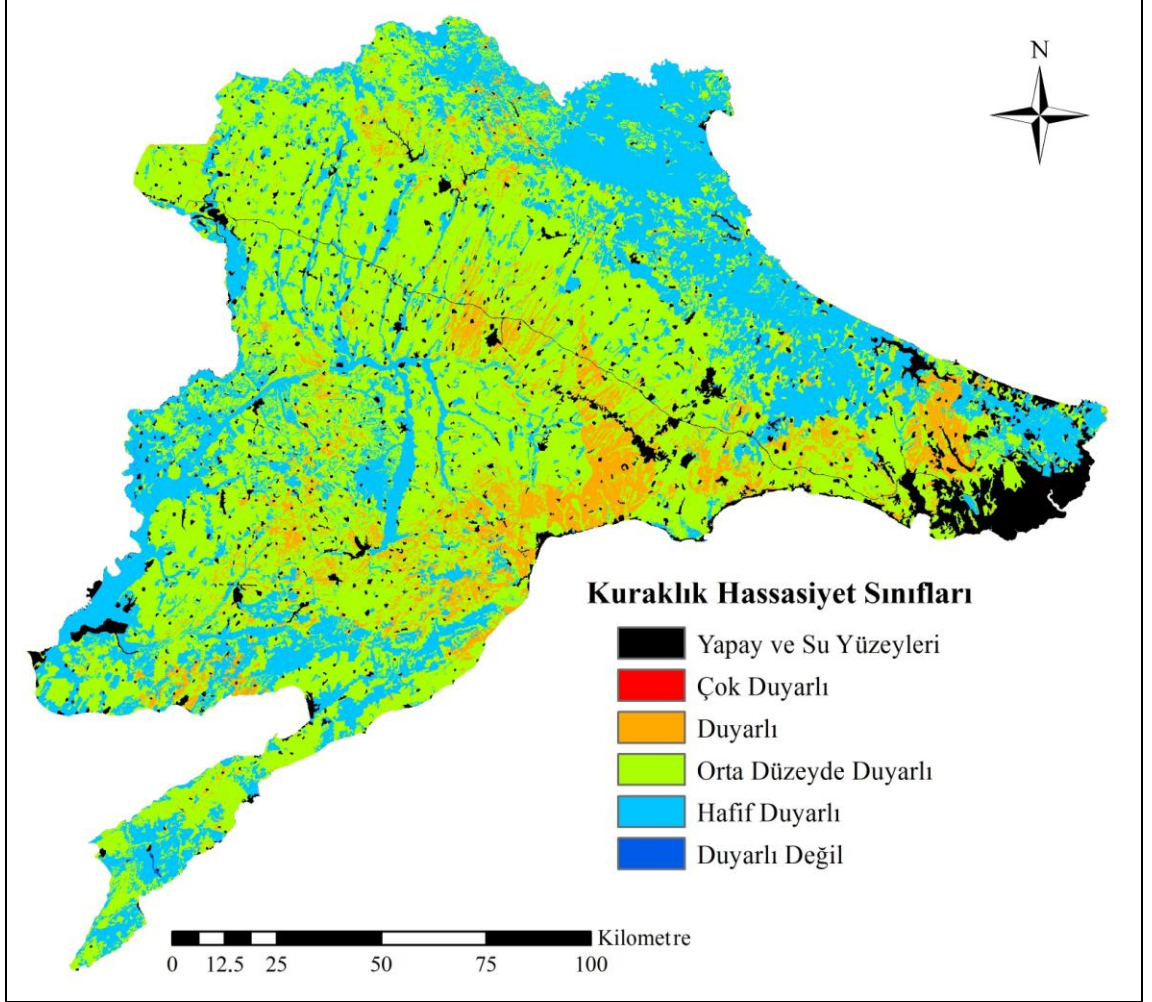 N
Kuraklık Hassasiyet Sınıfları
Yapay ve Su Yüzeyleri
Çok Duyarlı
Duyarlı
Orta Düzeyde Duyarlı
Hafif Duyarlı
Duyarlı Değil
Kilometre
0 12.5 25 50 75 100